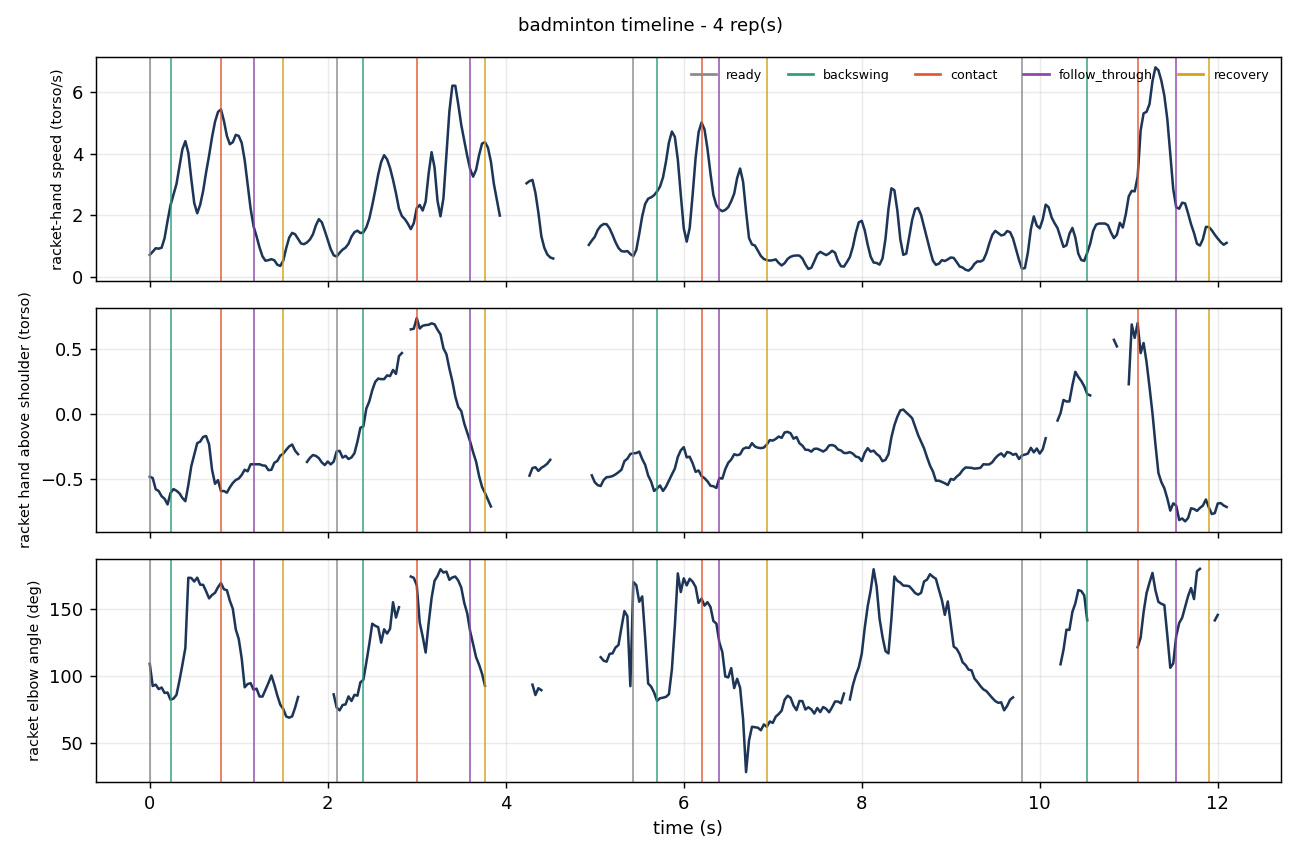 badminton timeline - 4 rep(s)
racket-hand speed (torso/s)
6
4
2
0
ready backswing contact follow_through recovery
racket hand above shoulder (torso)
0.5
0.0
−0.5
racket elbow angle (deg)
150
100
50
0 2 4 6 8 10 12
time (s)